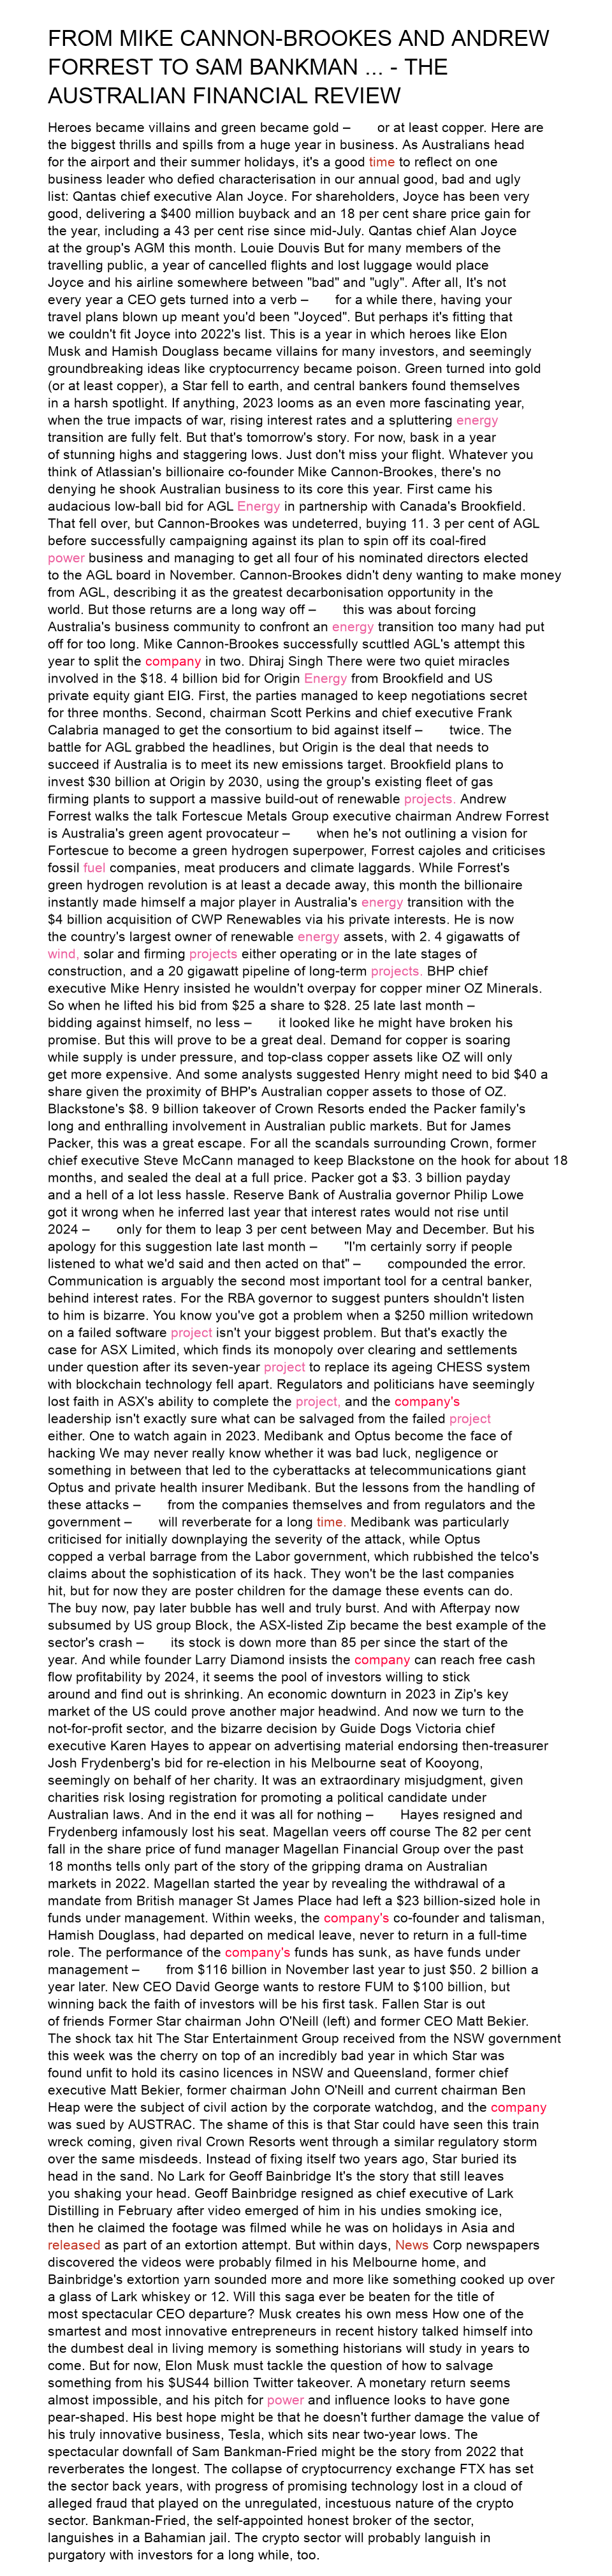 FROM MIKE CANNON-BROOKES AND ANDREW
FORREST TO SAM BANKMAN ... - THE
AUSTRALIAN FINANCIAL REVIEW
Heroes became villains and green became gold – or at least copper. Here are
the biggest thrills and spills from a huge year in business. As Australians head
for the airport and their summer holidays, it's a good time to reflect on one
business leader who defied characterisation in our annual good, bad and ugly
list: Qantas chief executive Alan Joyce. For shareholders, Joyce has been very
good, delivering a $400 million buyback and an 18 per cent share price gain for
the year, including a 43 per cent rise since mid-July. Qantas chief Alan Joyce
at the group's AGM this month. Louie Douvis But for many members of the
travelling public, a year of cancelled flights and lost luggage would place
Joyce and his airline somewhere between "bad" and "ugly". After all, It's not
every year a CEO gets turned into a verb – for a while there, having your
travel plans blown up meant you'd been "Joyced". But perhaps it's fitting that
we couldn't fit Joyce into 2022's list. This is a year in which heroes like Elon
Musk and Hamish Douglass became villains for many investors, and seemingly
groundbreaking ideas like cryptocurrency became poison. Green turned into gold
(or at least copper), a Star fell to earth, and central bankers found themselves
in a harsh spotlight. If anything, 2023 looms as an even more fascinating year,
when the true impacts of war, rising interest rates and a spluttering energy
transition are fully felt. But that's tomorrow's story. For now, bask in a year
of stunning highs and staggering lows. Just don't miss your flight. Whatever you
think of Atlassian's billionaire co-founder Mike Cannon-Brookes, there's no
denying he shook Australian business to its core this year. First came his
audacious low-ball bid for AGL Energy in partnership with Canada's Brookfield.
That fell over, but Cannon-Brookes was undeterred, buying 11. 3 per cent of AGL
before successfully campaigning against its plan to spin off its coal-fired
power business and managing to get all four of his nominated directors elected
to the AGL board in November. Cannon-Brookes didn't deny wanting to make money
from AGL, describing it as the greatest decarbonisation opportunity in the
world. But those returns are a long way off – this was about forcing
Australia's business community to confront an energy transition too many had put
off for too long. Mike Cannon-Brookes successfully scuttled AGL's attempt this
year to split the company in two. Dhiraj Singh There were two quiet miracles
involved in the $18. 4 billion bid for Origin Energy from Brookfield and US
private equity giant EIG. First, the parties managed to keep negotiations secret
for three months. Second, chairman Scott Perkins and chief executive Frank
Calabria managed to get the consortium to bid against itself – twice. The
battle for AGL grabbed the headlines, but Origin is the deal that needs to
succeed if Australia is to meet its new emissions target. Brookfield plans to
invest $30 billion at Origin by 2030, using the group's existing fleet of gas
firming plants to support a massive build-out of renewable projects. Andrew
Forrest walks the talk Fortescue Metals Group executive chairman Andrew Forrest
is Australia's green agent provocateur – when he's not outlining a vision for
Fortescue to become a green hydrogen superpower, Forrest cajoles and criticises
fossil fuel companies, meat producers and climate laggards. While Forrest's
green hydrogen revolution is at least a decade away, this month the billionaire
instantly made himself a major player in Australia's energy transition with the
$4 billion acquisition of CWP Renewables via his private interests. He is now
the country's largest owner of renewable energy assets, with 2. 4 gigawatts of
wind, solar and firming projects either operating or in the late stages of
construction, and a 20 gigawatt pipeline of long-term projects. BHP chief
executive Mike Henry insisted he wouldn't overpay for copper miner OZ Minerals.
So when he lifted his bid from $25 a share to $28. 25 late last month –
bidding against himself, no less – it looked like he might have broken his
promise. But this will prove to be a great deal. Demand for copper is soaring
while supply is under pressure, and top-class copper assets like OZ will only
get more expensive. And some analysts suggested Henry might need to bid $40 a
share given the proximity of BHP's Australian copper assets to those of OZ.
Blackstone's $8. 9 billion takeover of Crown Resorts ended the Packer family's
long and enthralling involvement in Australian public markets. But for James
Packer, this was a great escape. For all the scandals surrounding Crown, former
chief executive Steve McCann managed to keep Blackstone on the hook for about 18
months, and sealed the deal at a full price. Packer got a $3. 3 billion payday
and a hell of a lot less hassle. Reserve Bank of Australia governor Philip Lowe
got it wrong when he inferred last year that interest rates would not rise until
2024 – only for them to leap 3 per cent between May and December. But his
apology for this suggestion late last month – "I'm certainly sorry if people
listened to what we'd said and then acted on that" – compounded the error.
Communication is arguably the second most important tool for a central banker,
behind interest rates. For the RBA governor to suggest punters shouldn't listen
to him is bizarre. You know you've got a problem when a $250 million writedown
on a failed software project isn't your biggest problem. But that's exactly the
case for ASX Limited, which finds its monopoly over clearing and settlements
under question after its seven-year project to replace its ageing CHESS system
with blockchain technology fell apart. Regulators and politicians have seemingly
lost faith in ASX's ability to complete the project, and the company's
leadership isn't exactly sure what can be salvaged from the failed project
either. One to watch again in 2023. Medibank and Optus become the face of
hacking We may never really know whether it was bad luck, negligence or
something in between that led to the cyberattacks at telecommunications giant
Optus and private health insurer Medibank. But the lessons from the handling of
these attacks – from the companies themselves and from regulators and the
government – will reverberate for a long time. Medibank was particularly
criticised for initially downplaying the severity of the attack, while Optus
copped a verbal barrage from the Labor government, which rubbished the telco's
claims about the sophistication of its hack. They won't be the last companies
hit, but for now they are poster children for the damage these events can do.
The buy now, pay later bubble has well and truly burst. And with Afterpay now
subsumed by US group Block, the ASX-listed Zip became the best example of the
sector's crash – its stock is down more than 85 per since the start of the
year. And while founder Larry Diamond insists the company can reach free cash
flow profitability by 2024, it seems the pool of investors willing to stick
around and find out is shrinking. An economic downturn in 2023 in Zip's key
market of the US could prove another major headwind. And now we turn to the
not-for-profit sector, and the bizarre decision by Guide Dogs Victoria chief
executive Karen Hayes to appear on advertising material endorsing then-treasurer
Josh Frydenberg's bid for re-election in his Melbourne seat of Kooyong,
seemingly on behalf of her charity. It was an extraordinary misjudgment, given
charities risk losing registration for promoting a political candidate under
Australian laws. And in the end it was all for nothing – Hayes resigned and
Frydenberg infamously lost his seat. Magellan veers off course The 82 per cent
fall in the share price of fund manager Magellan Financial Group over the past
18 months tells only part of the story of the gripping drama on Australian
markets in 2022. Magellan started the year by revealing the withdrawal of a
mandate from British manager St James Place had left a $23 billion-sized hole in
funds under management. Within weeks, the company's co-founder and talisman,
Hamish Douglass, had departed on medical leave, never to return in a full-time
role. The performance of the company's funds has sunk, as have funds under
management – from $116 billion in November last year to just $50. 2 billion a
year later. New CEO David George wants to restore FUM to $100 billion, but
winning back the faith of investors will be his first task. Fallen Star is out
of friends Former Star chairman John O'Neill (left) and former CEO Matt Bekier.
The shock tax hit The Star Entertainment Group received from the NSW government
this week was the cherry on top of an incredibly bad year in which Star was
found unfit to hold its casino licences in NSW and Queensland, former chief
executive Matt Bekier, former chairman John O'Neill and current chairman Ben
Heap were the subject of civil action by the corporate watchdog, and the company
was sued by AUSTRAC. The shame of this is that Star could have seen this train
wreck coming, given rival Crown Resorts went through a similar regulatory storm
over the same misdeeds. Instead of fixing itself two years ago, Star buried its
head in the sand. No Lark for Geoff Bainbridge It's the story that still leaves
you shaking your head. Geoff Bainbridge resigned as chief executive of Lark
Distilling in February after video emerged of him in his undies smoking ice,
then he claimed the footage was filmed while he was on holidays in Asia and
released as part of an extortion attempt. But within days, News Corp newspapers
discovered the videos were probably filmed in his Melbourne home, and
Bainbridge's extortion yarn sounded more and more like something cooked up over
a glass of Lark whiskey or 12. Will this saga ever be beaten for the title of
most spectacular CEO departure? Musk creates his own mess How one of the
smartest and most innovative entrepreneurs in recent history talked himself into
the dumbest deal in living memory is something historians will study in years to
come. But for now, Elon Musk must tackle the question of how to salvage
something from his $US44 billion Twitter takeover. A monetary return seems
almost impossible, and his pitch for power and influence looks to have gone
pear-shaped. His best hope might be that he doesn't further damage the value of
his truly innovative business, Tesla, which sits near two-year lows. The
spectacular downfall of Sam Bankman-Fried might be the story from 2022 that
reverberates the longest. The collapse of cryptocurrency exchange FTX has set
the sector back years, with progress of promising technology lost in a cloud of
alleged fraud that played on the unregulated, incestuous nature of the crypto
sector. Bankman-Fried, the self-appointed honest broker of the sector,
languishes in a Bahamian jail. The crypto sector will probably languish in
purgatory with investors for a long while, too.